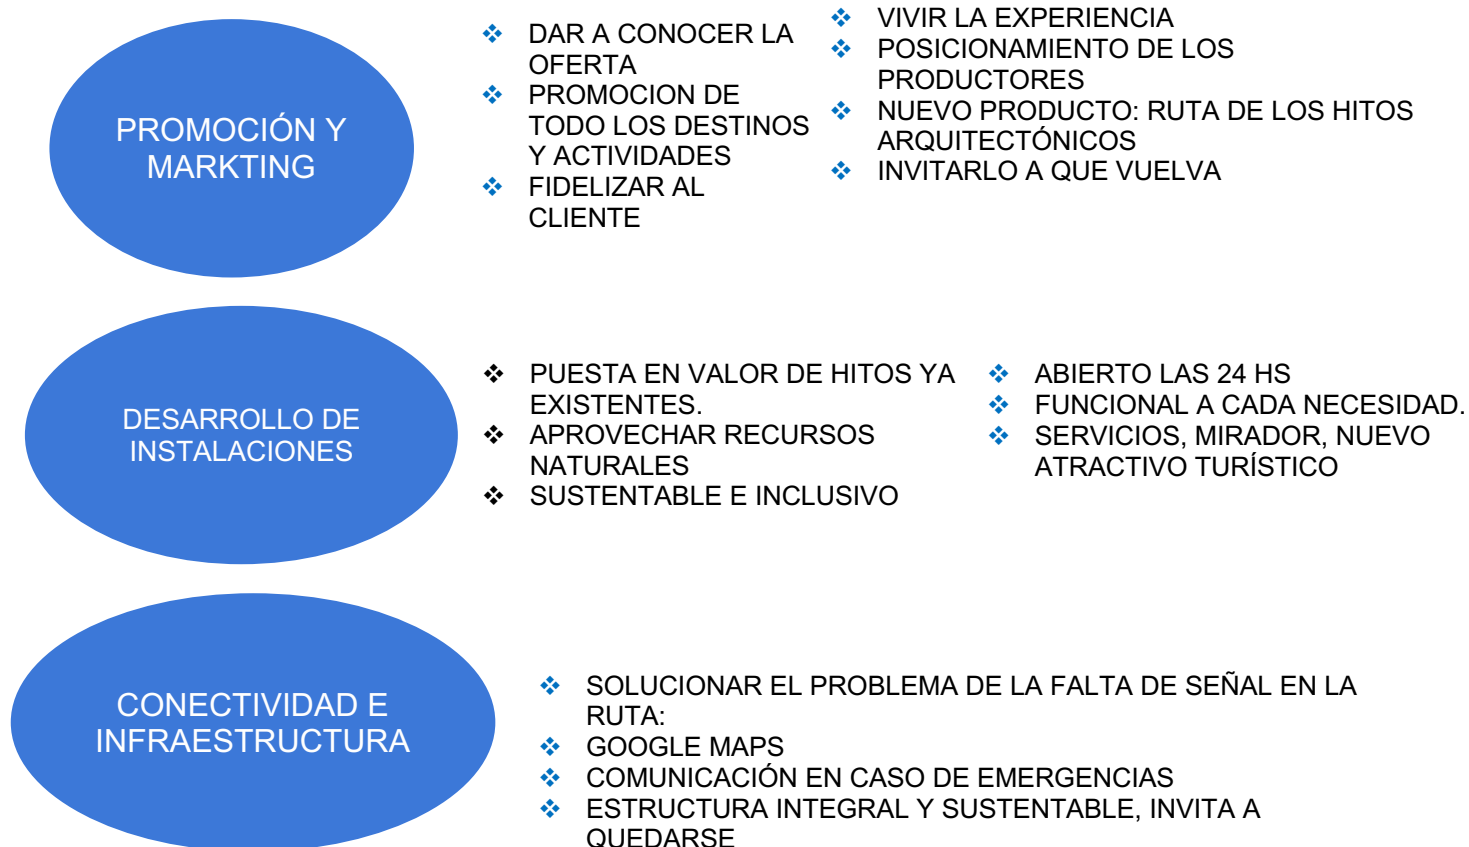 PROMOCIÓN Y
MARKTING
❖ DAR A CONOCER LA
OFERTA
❖ PROMOCION DE
TODO LOS DESTINOS
Y ACTIVIDADES
❖ FIDELIZAR AL
CLIENTE
❖ VIVIR LA EXPERIENCIA
❖ POSICIONAMIENTO DE LOS
PRODUCTORES
❖ NUEVO PRODUCTO: RUTA DE LOS HITOS
ARQUITECTÓNICOS
❖ INVITARLO A QUE VUELVA
DESARROLLO DE
INSTALACIONES
❖ PUESTA EN VALOR DE HITOS YA
EXISTENTES.
❖ APROVECHAR RECURSOS
NATURALES
❖ SUSTENTABLE E INCLUSIVO
❖ ABIERTO LAS 24 HS
❖ FUNCIONAL A CADA NECESIDAD.
❖ SERVICIOS, MIRADOR, NUEVO
ATRACTIVO TURÍSTICO
CONECTIVIDAD E
INFRAESTRUCTURA
❖ SOLUCIONAR EL PROBLEMA DE LA FALTA DE SEÑAL EN LA
RUTA:
❖ GOOGLE MAPS
❖ COMUNICACIÓN EN CASO DE EMERGENCIAS
❖ ESTRUCTURA INTEGRAL Y SUSTENTABLE, INVITA A
QUEDARSE